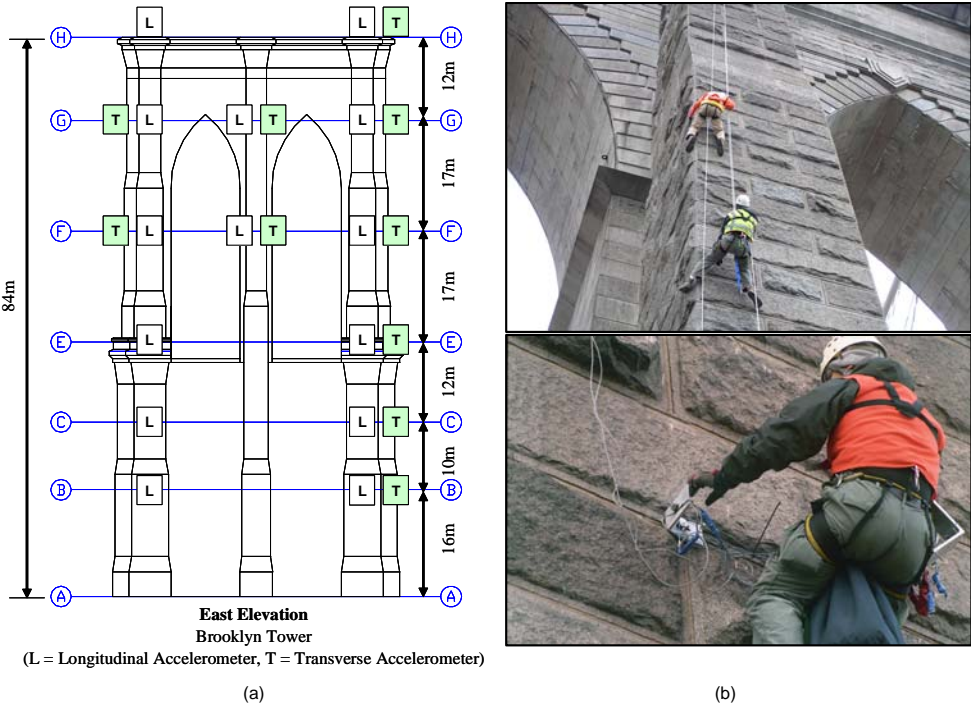 L L T
H H
12m
T L L T L T
G G
17m
T L L T L T
F F
84m
17m
L L T
E E
12m
L L T
C C
10m
L L T
B B
16m
A A
East Elevation
Brooklyn Tower
(L = Longitudinal Accelerometer, T = Transverse Accelerometer)
(a) (b)